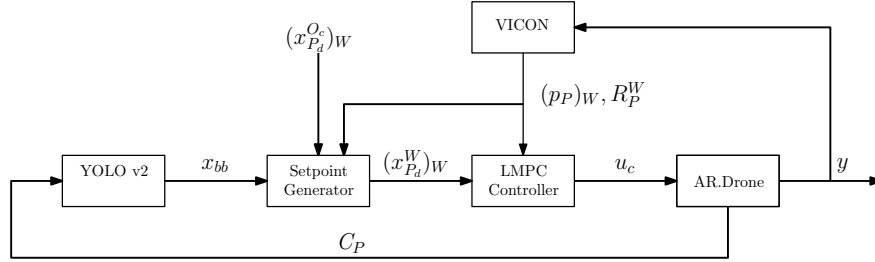 VICON
(x_{P_d}^{O_c})_W
(p_P)_W, R_P^W
YOLO v2
x_{bb}
Setpoint
Generator
(x_{P_d}^W)_W
LMPC
Controller
u_c
AR.Drone
y
C_P